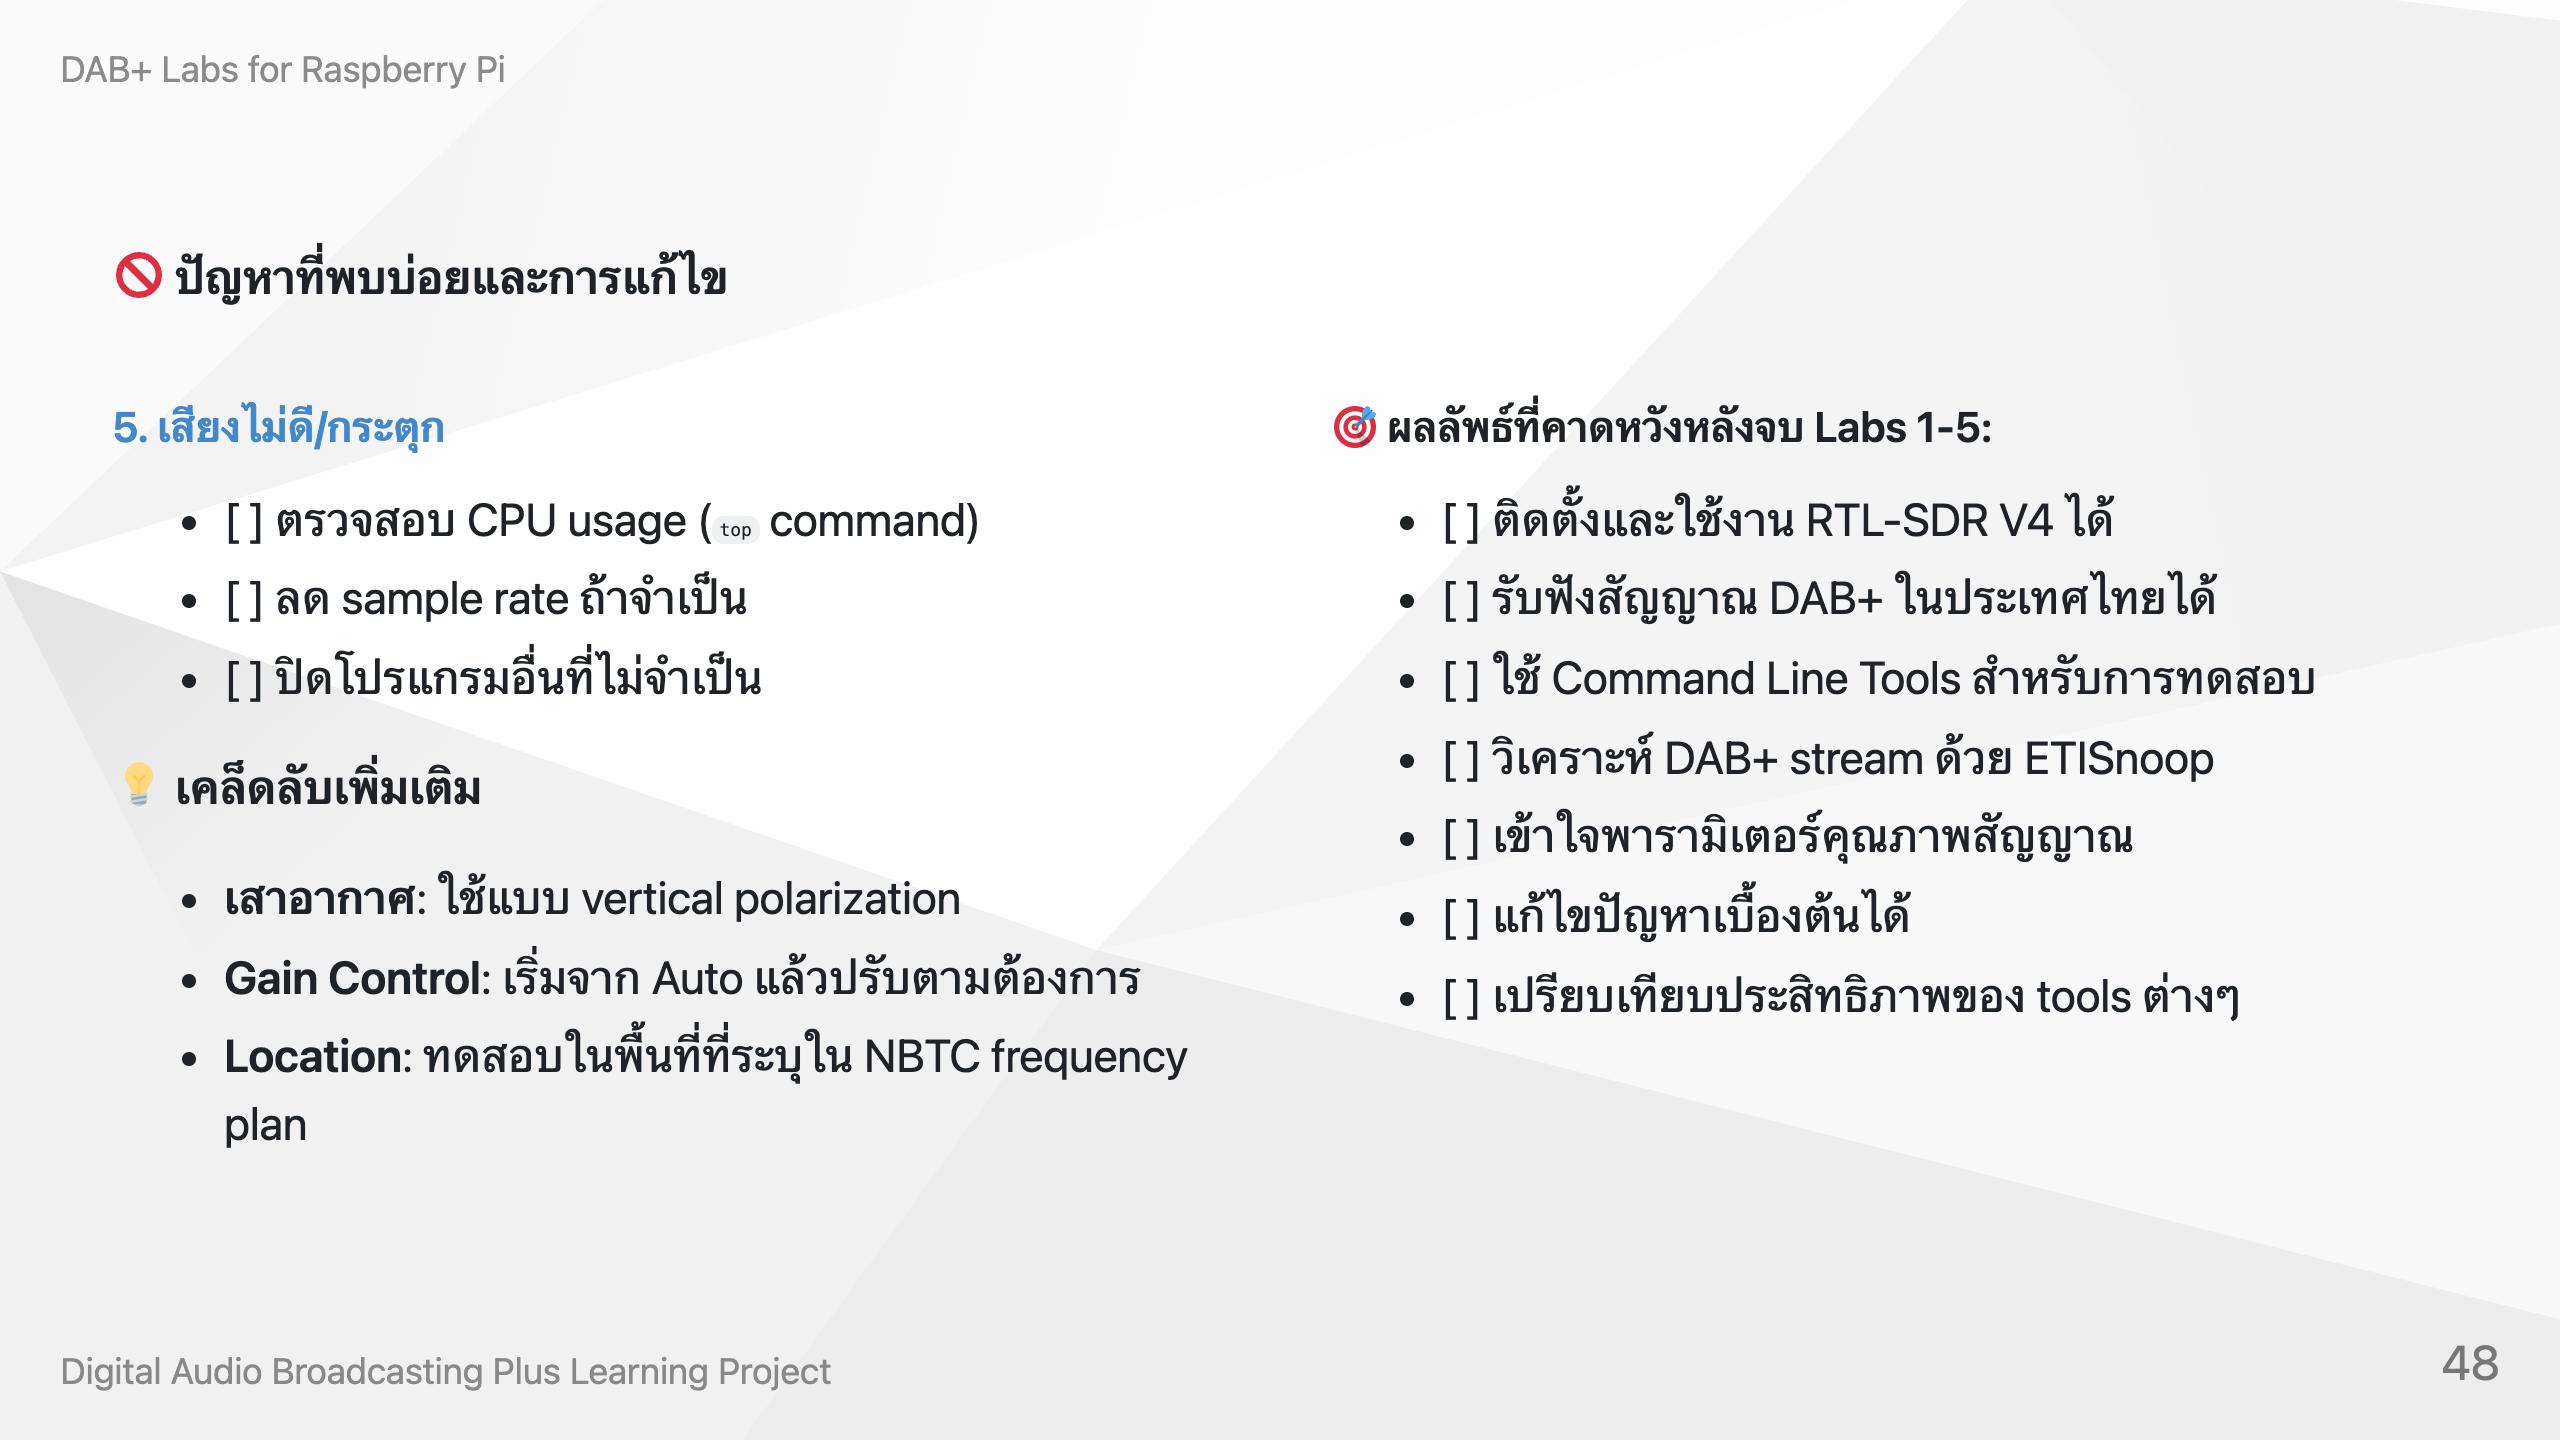 DAB+ Labs for Raspberry Pi
🚫 ปัญหาที่พบบ่อยและการแก้ไข
5. เสียงไม่ดี/กระตุก
• [ ] ตรวจสอบ CPU usage (top command)
• [ ] ลด sample rate ถ้าจำเป็น
• [ ] ปิดโปรแกรมอื่นที่ไม่จำเป็น
💡 เคล็ดลับเพิ่มเติม
• เสาอากาศ: ใช้แบบ vertical polarization
• Gain Control: เริ่มจาก Auto แล้วปรับตามต้องการ
• Location: ทดสอบในพื้นที่ที่ระบุใน NBTC frequency
plan
🎯 ผลลัพธ์ที่คาดหวังหลังจบ Labs 1-5:
• [ ] ติดตั้งและใช้งาน RTL-SDR V4 ได้
• [ ] รับฟังสัญญาณ DAB+ ในประเทศไทยได้
• [ ] ใช้ Command Line Tools สำหรับการทดสอบ
• [ ] วิเคราะห์ DAB+ stream ด้วย ETISnoop
• [ ] เข้าใจพารามิเตอร์คุณภาพสัญญาณ
• [ ] แก้ไขปัญหาเบื้องต้นได้
• [ ] เปรียบเทียบประสิทธิภาพของ tools ต่างๆ
Digital Audio Broadcasting Plus Learning Project
48